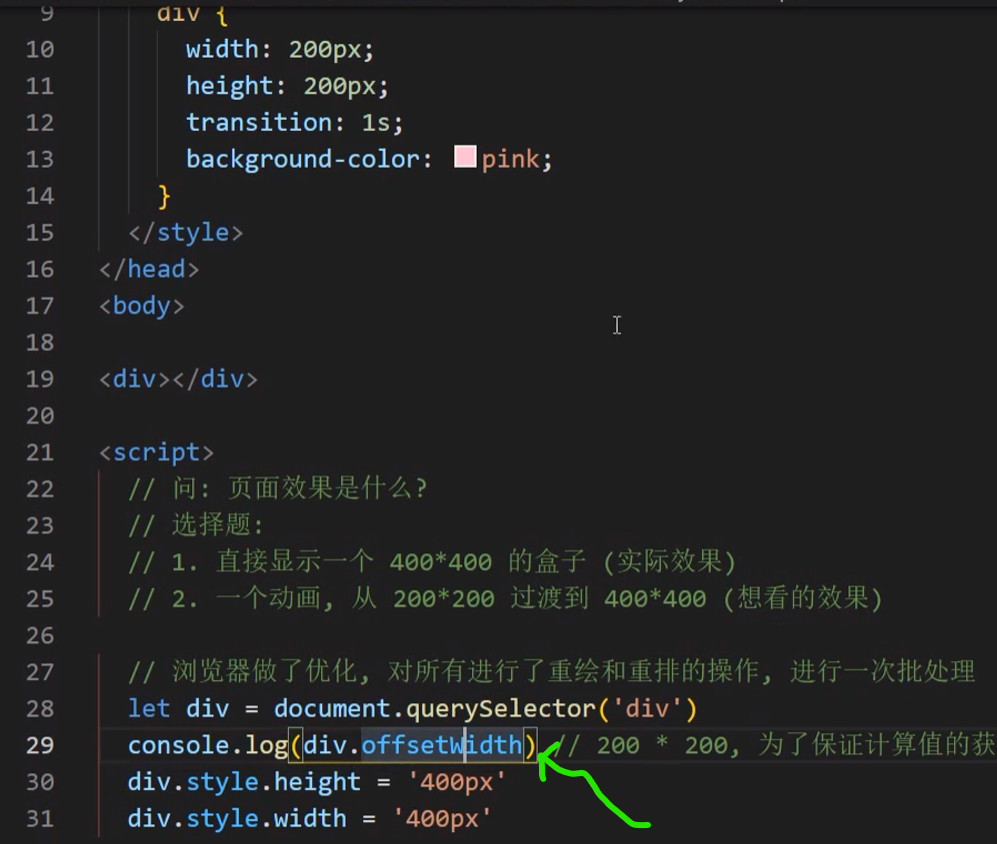 9 div {
10 width: 200px;
11 height: 200px;
12 transition: 1s;
13 background-color: pink;
14 }
15 </style>
16 </head>
17 <body>
18
19 <div></div>
20
21 <script>
22 // 问: 页面效果是什么?
23 // 选择题:
24 // 1. 直接显示一个 400*400 的盒子 (实际效果)
25 // 2. 一个动画, 从 200*200 过渡到 400*400 (想看的效果)
26
27 // 浏览器做了优化, 对所有进行了重绘和重排的操作, 进行一次批处理
28 let div = document.querySelector('div')
29 console.log(div.offsetWidth) // 200 * 200, 为了保证计算值的获
30 div.style.height = '400px'
31 div.style.width = '400px'